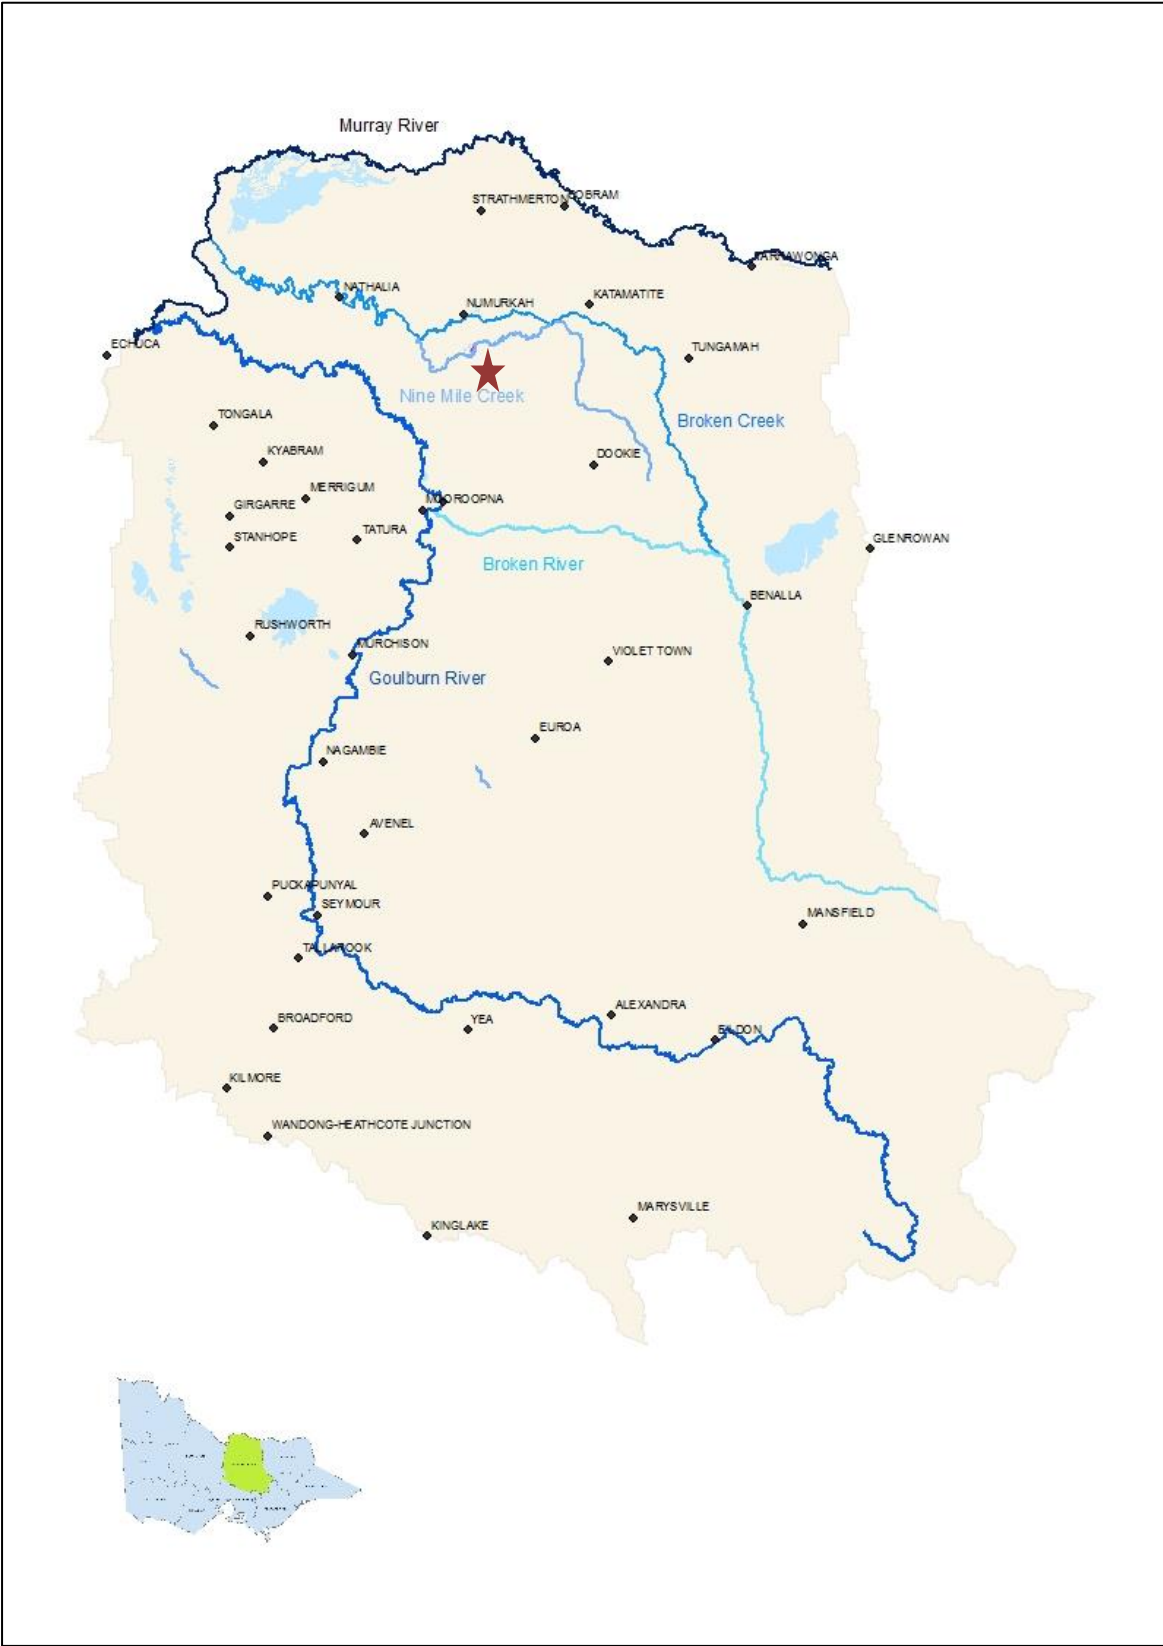 Murray River
STRATHMERTON
COBRAM
YARRAWONGA
NATHALIA
NUMURKAH
KATAMATITE
ECHUCA
TUNGAMAH
Nine Mile Creek
TONGALA
Broken Creek
KYABRAM
DOOKIE
MERRIGUM
GIRGARRE
MOOROOPNA
STANHOPE
TATURA
GLENROWAN
Broken River
BENALLA
RUSHWORTH
MURCHISON
VIOLET TOWN
Goulburn River
EUROA
NAGAMBIE
AVENEL
PUCKAPUNYAL
SEYMOUR
MANSFIELD
TALLAROOK
ALEXANDRA
BROADFORD
YEA
EILDON
KILMORE
WANDONG-HEATHCOTE JUNCTION
MARYSVILLE
KINGLAKE